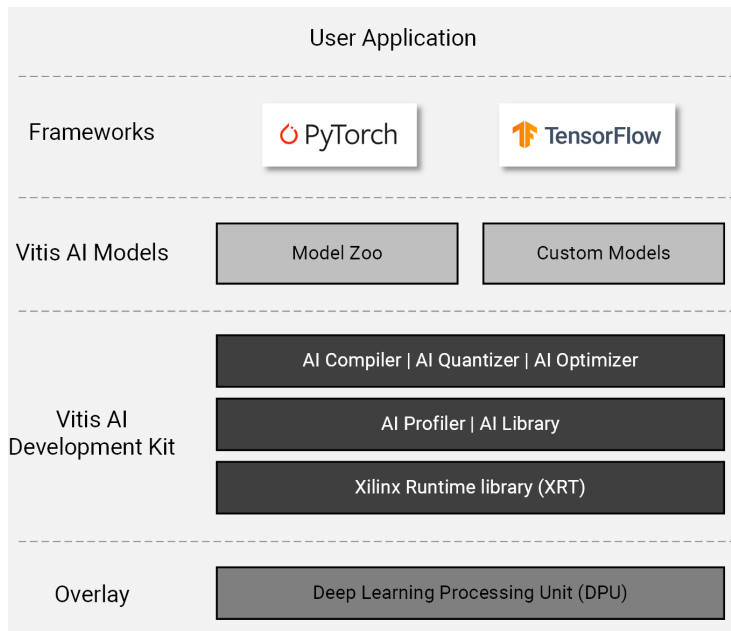 User Application
Frameworks
PyTorch
TensorFlow
Vitis AI Models
Model Zoo
Custom Models
Vitis AI
Development Kit
AI Compiler | AI Quantizer | AI Optimizer
AI Profiler | AI Library
Xilinx Runtime library (XRT)
Overlay
Deep Learning Processing Unit (DPU)